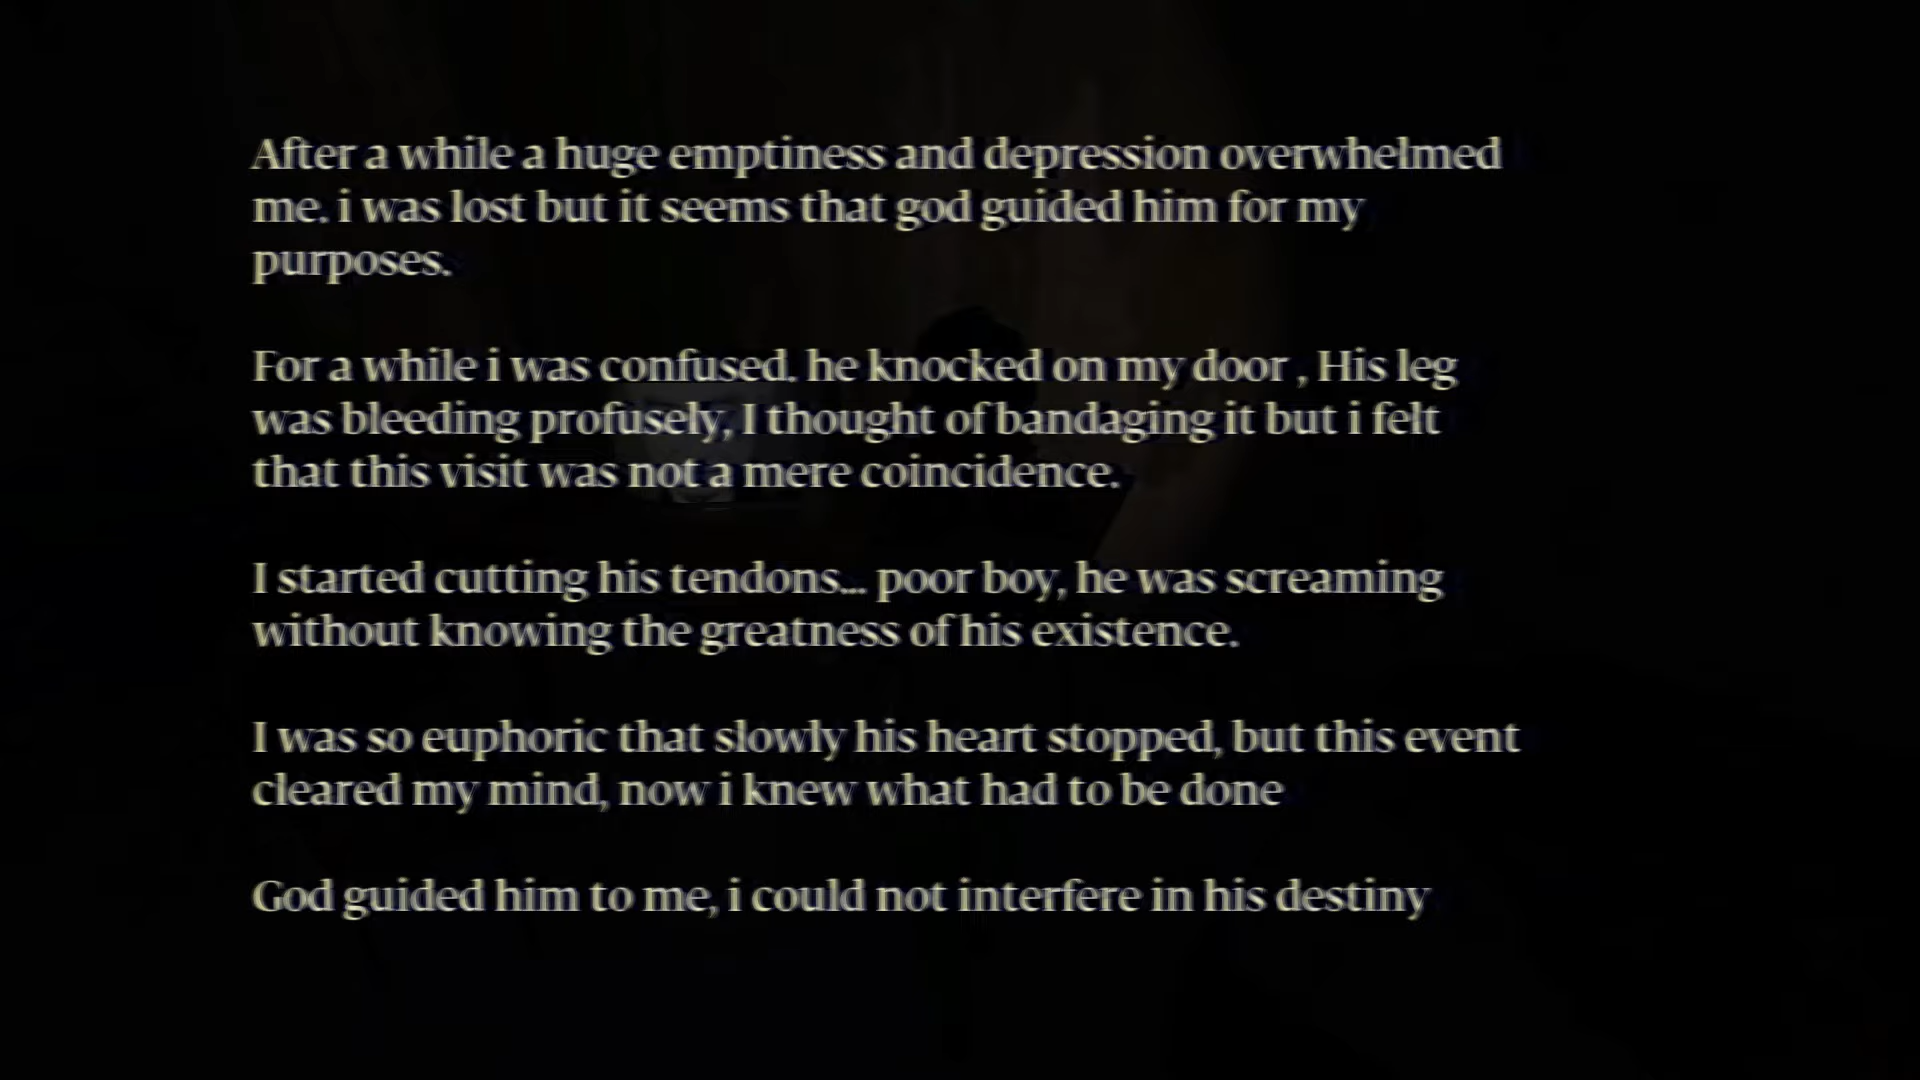 After a while a huge emptiness and depression overwhelmed
me. i was lost but it seems that god guided him for my
purposes.
For a while i was confused. he knocked on my door , His leg
was bleeding profusely, I thought of bandaging it but i felt
that this visit was not a mere coincidence.
I started cutting his tendons... poor boy, he was screaming
without knowing the greatness of his existence.
I was so euphoric that slowly his heart stopped, but this event
cleared my mind, now i knew what had to be done
God guided him to me, i could not interfere in his destiny